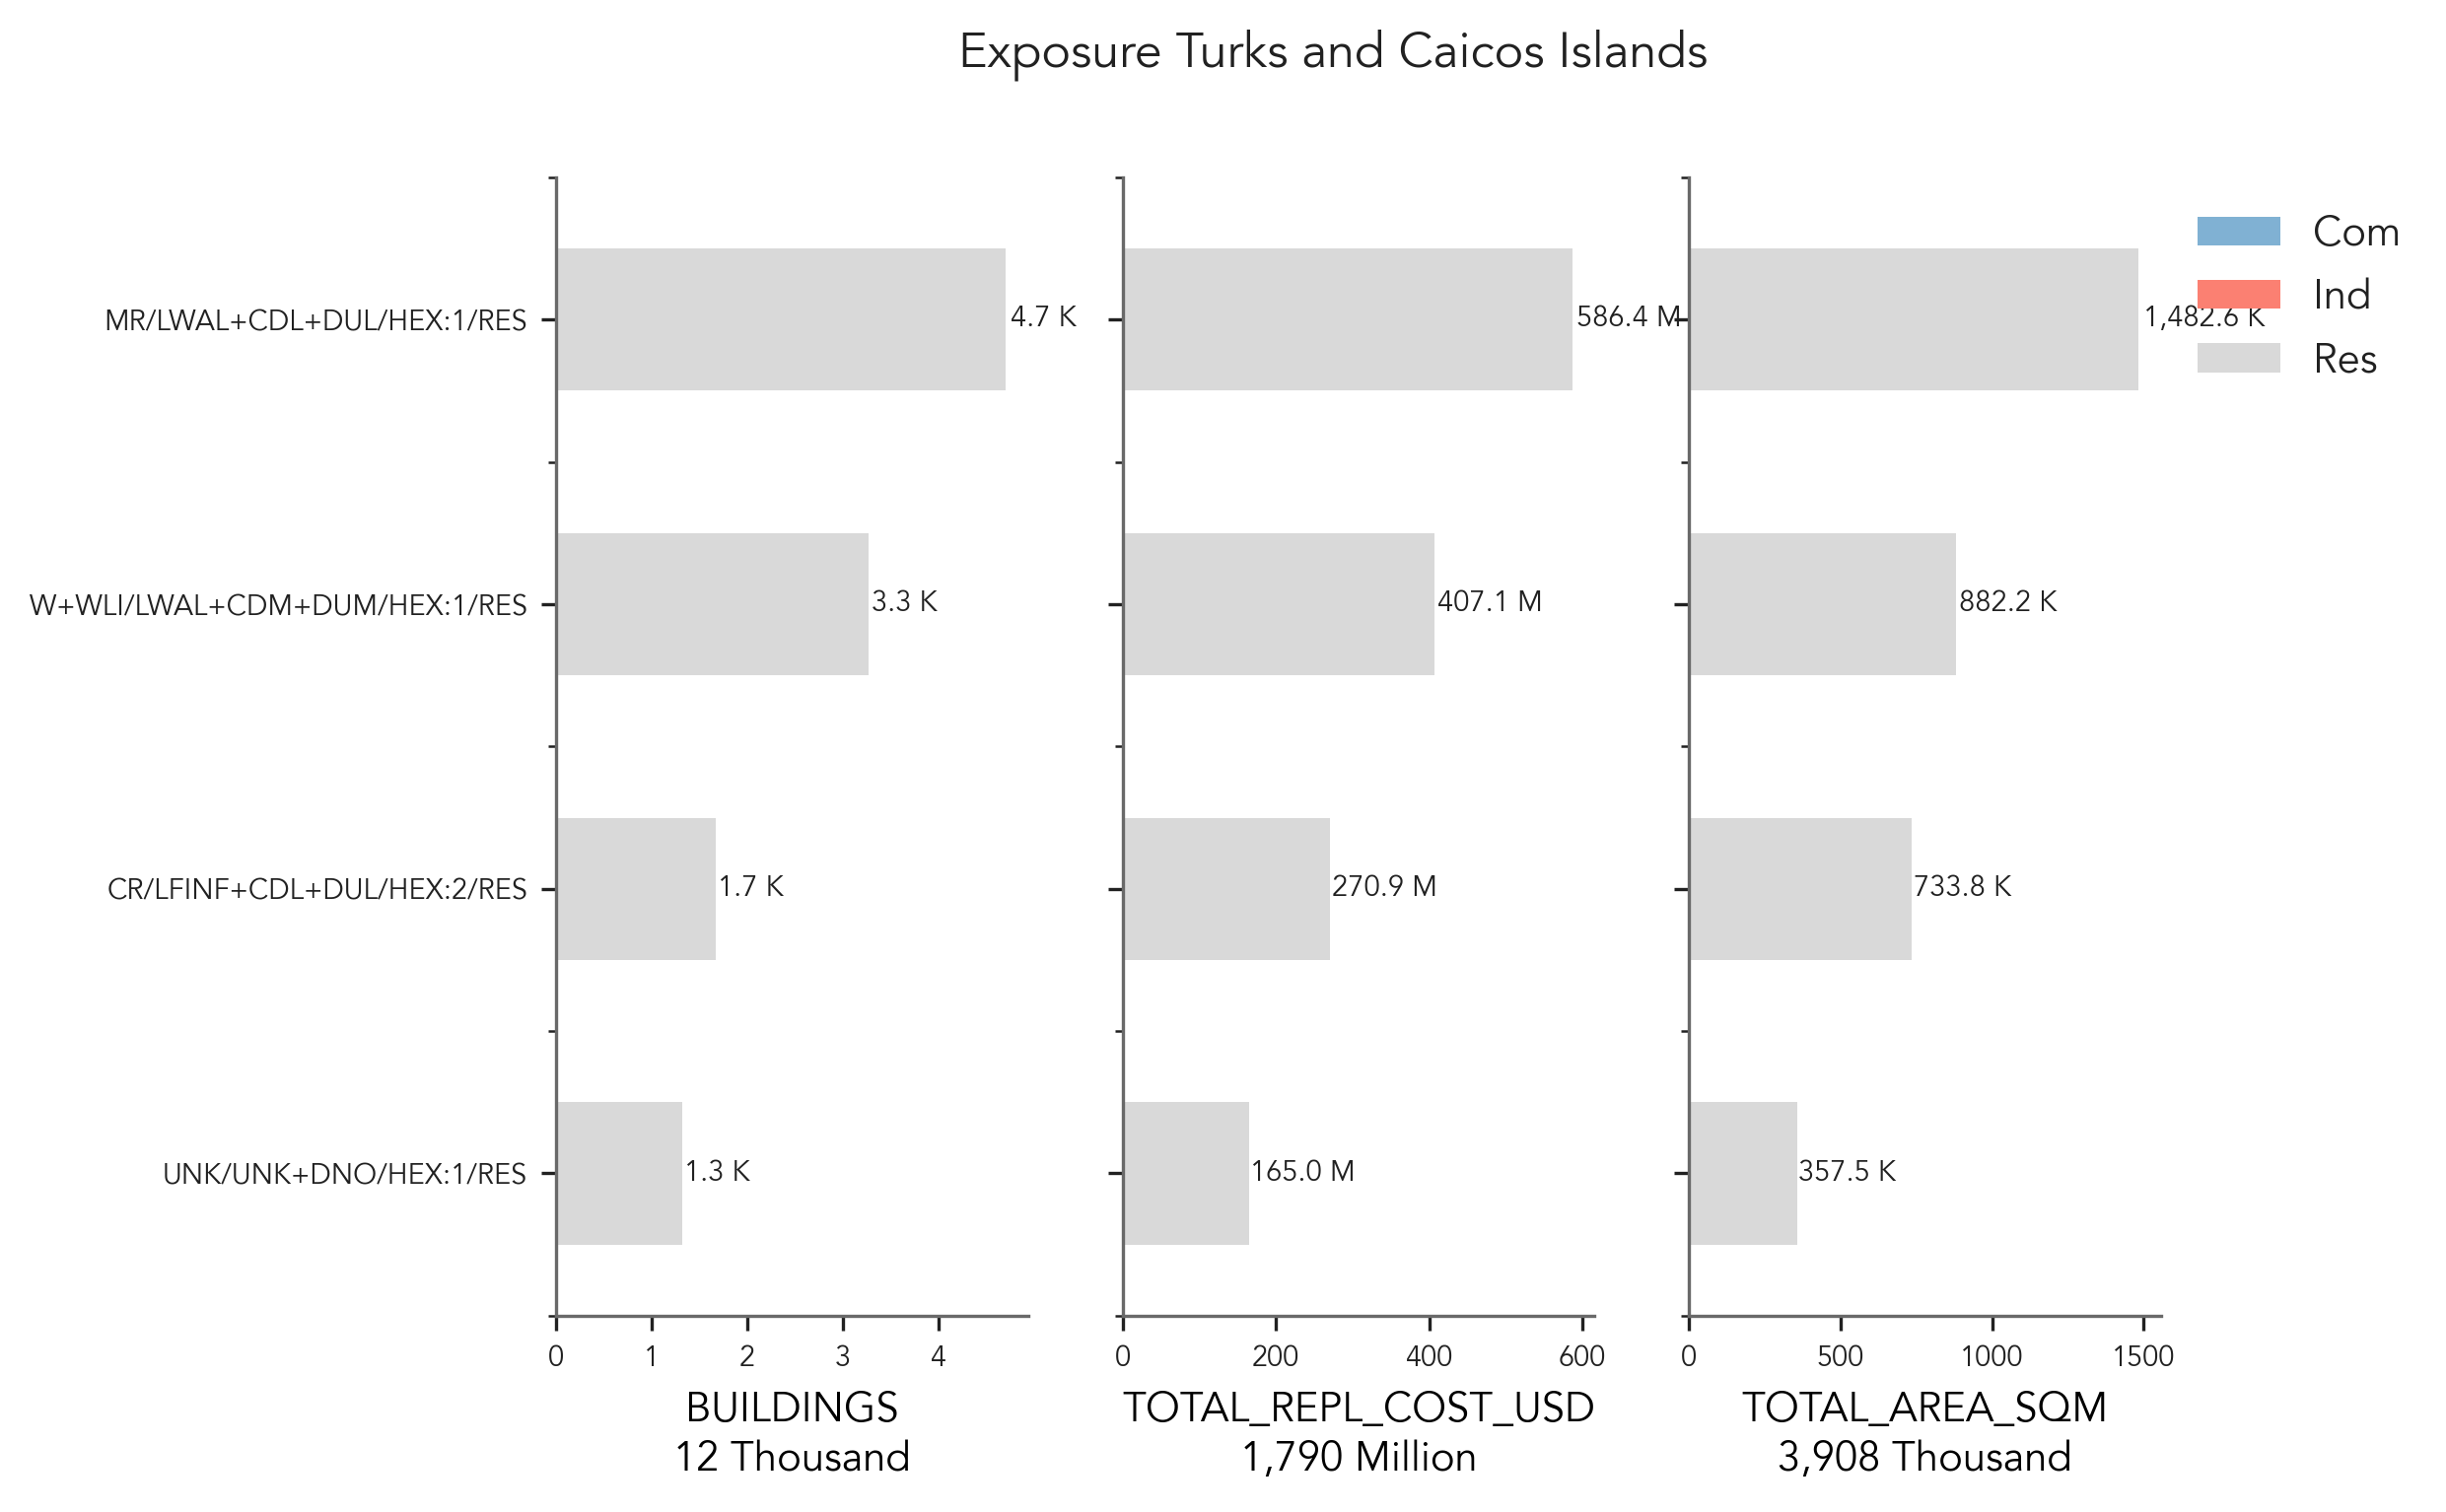 Exposure Turks and Caicos Islands
Com
Ind
Res
MR/LWAL+CDL+DUL/HEX:1/RES
4.7 K
586.4 M
1,482.6 K
W+WLI/LWAL+CDM+DUM/HEX:1/RES
3.3 K
407.1 M
882.2 K
CR/LFINF+CDL+DUL/HEX:2/RES
1.7 K
270.9 M
733.8 K
UNK/UNK+DNO/HEX:1/RES
1.3 K
165.0 M
357.5 K
0 1 2 3 4
0 200 400 600
0 500 1000 1500
BUILDINGS
12 Thousand
TOTAL_REPL_COST_USD
1,790 Million
TOTAL_AREA_SQM
3,908 Thousand